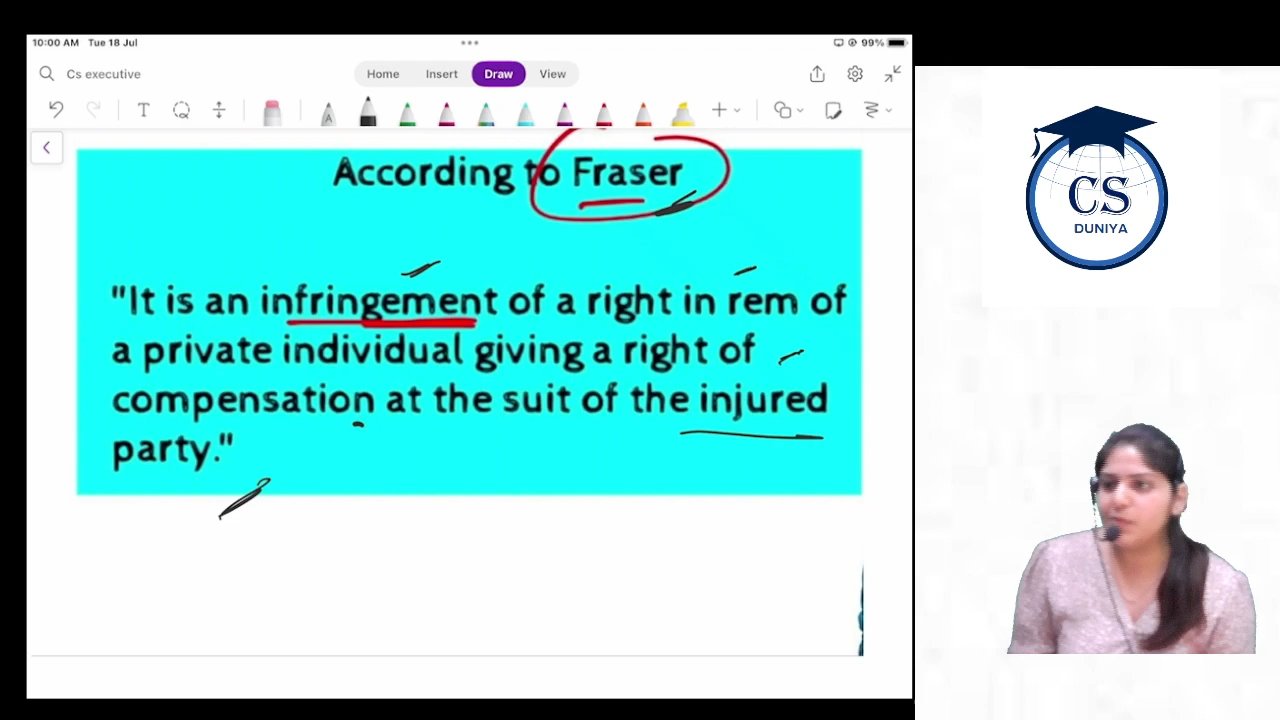 10:00 AM Tue 18 Jul
99%
Cs executive
Home Insert Draw View
T
A
According to Fraser
"It is an infringement of a right in rem of
a private individual giving a right of
compensation at the suit of the injured
party."
CS
DUNIYA